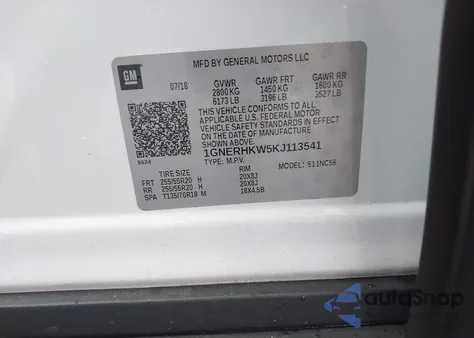 MFD BY GENERAL MOTORS LLC
GM
07/18 GVWR GAWR FRT GAWR RR
2800 KG 1450 KG 1600 KG
6173 LB 3196 LB 3527 LB
THIS VEHICLE CONFORMS TO ALL
APPLICABLE U.S. FEDERAL MOTOR
VEHICLE SAFETY STANDARDS IN EFFECT
ON THE DATE OF MANUFACTURE
1GNERHKW5KJ113541
TYPE: M.P.V. MODEL: 511NC56
TIRE SIZE RIM
FRT 255/55R20 H 20X8J
RR 255/55R20 H 20X8J
SPA T135/70R18 M 18X4.5B
autoSnap